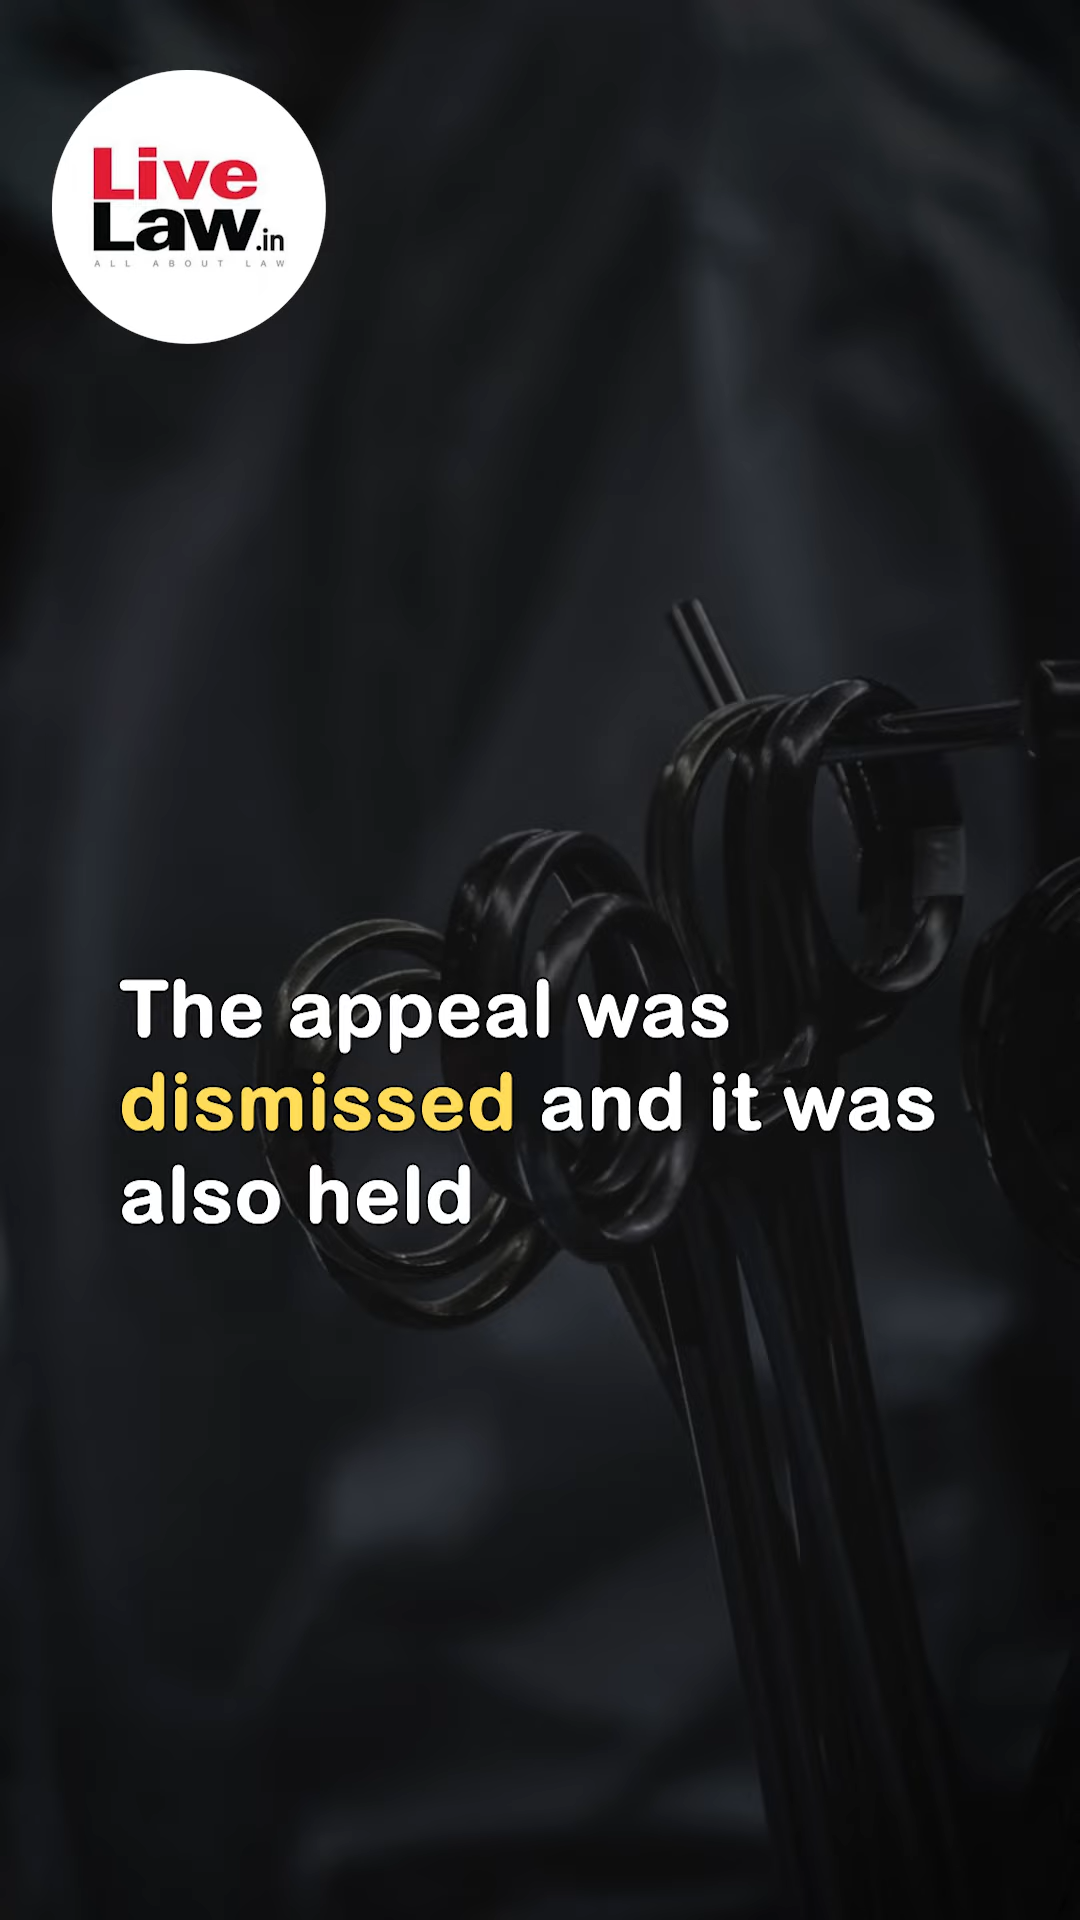 Live
Law.in
ALL ABOUT LAW
The appeal was
dismissed and it was
also held